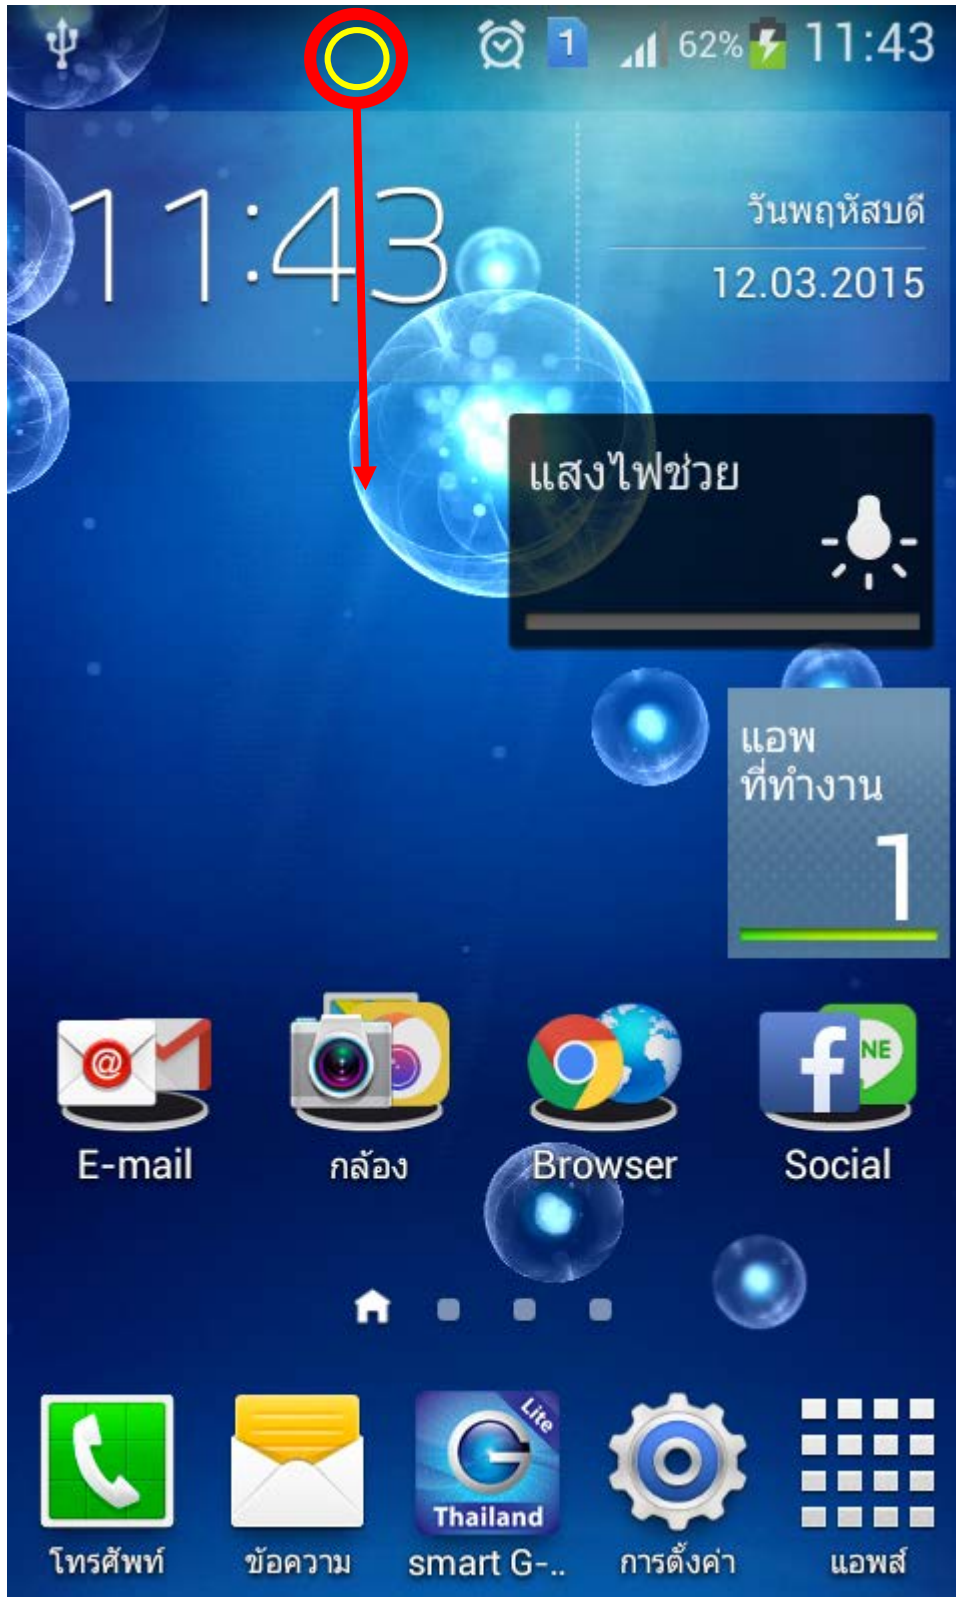 1 62% 11:43
11:43
วันพฤหัสบดี
12.03.2015
แสงไฟช่วย
แอพ
ที่ทำงาน
1
@ f NE
E-mail กล้อง Browser Social
Lite
G
Thailand
โทรศัพท์ ข้อความ smart G-.. การตั้งค่า แอพส์